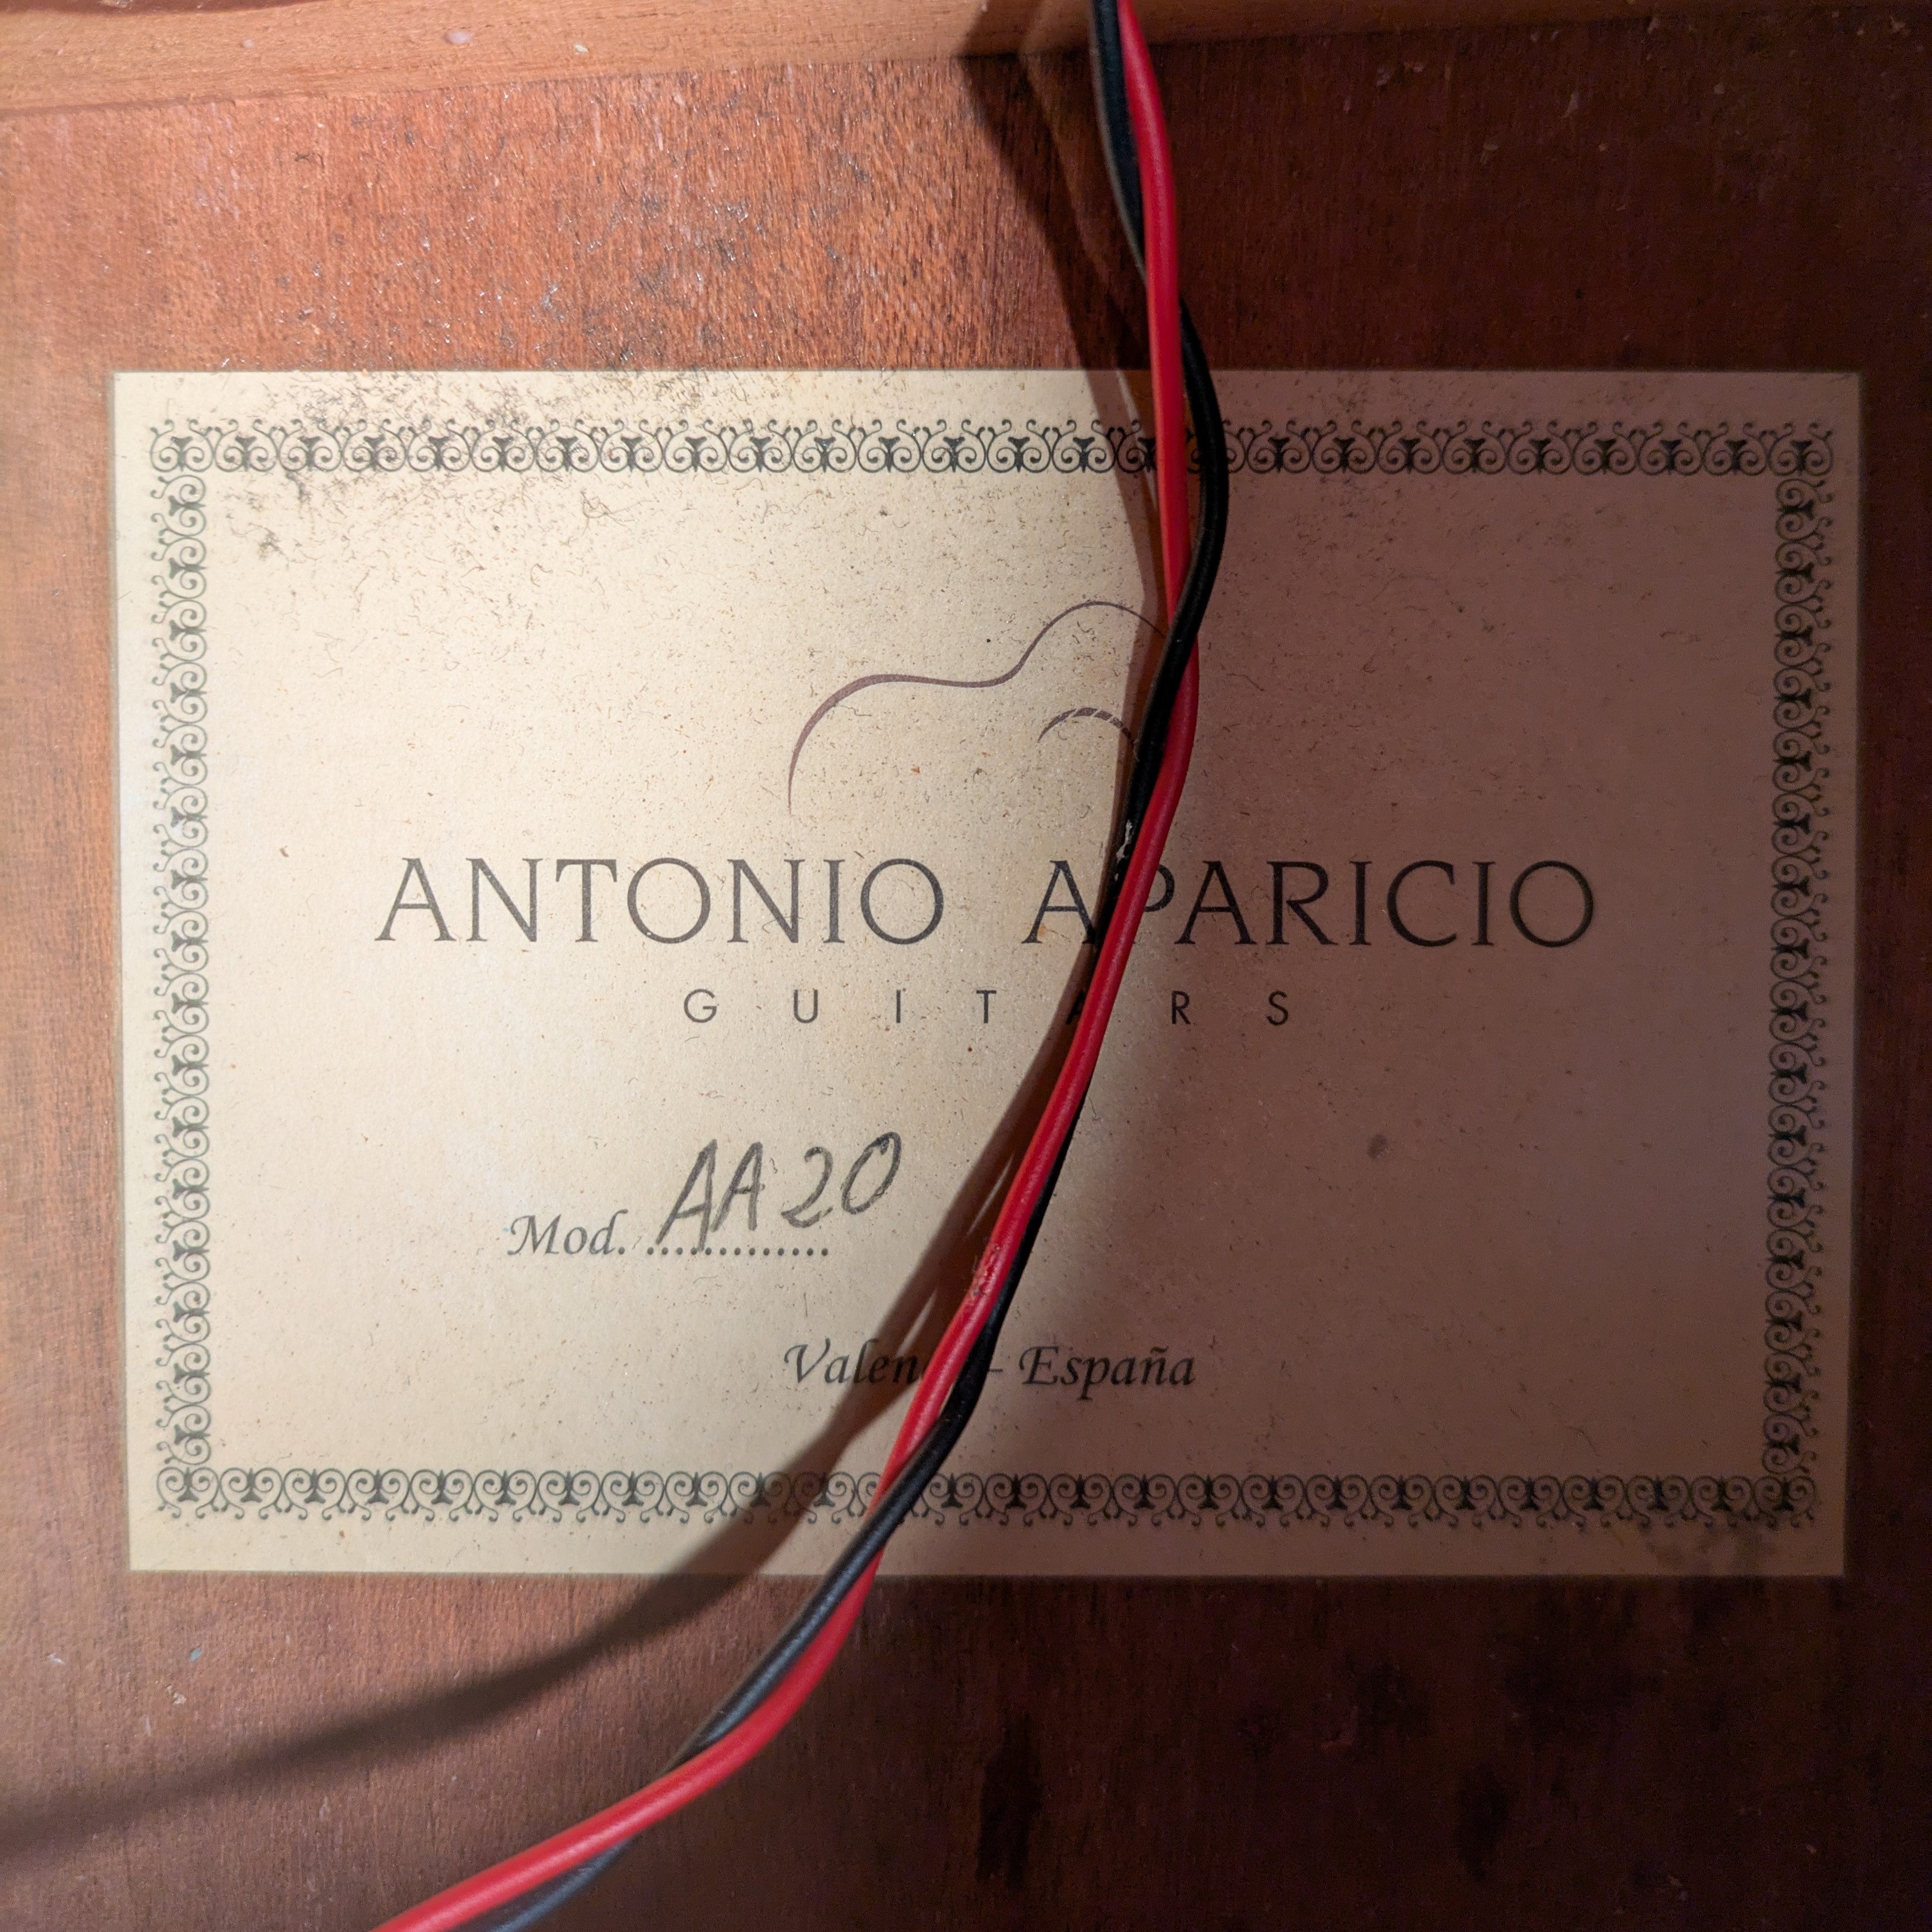 ANTONIO APARICIO
GUITARS
Mod. AA20
– España